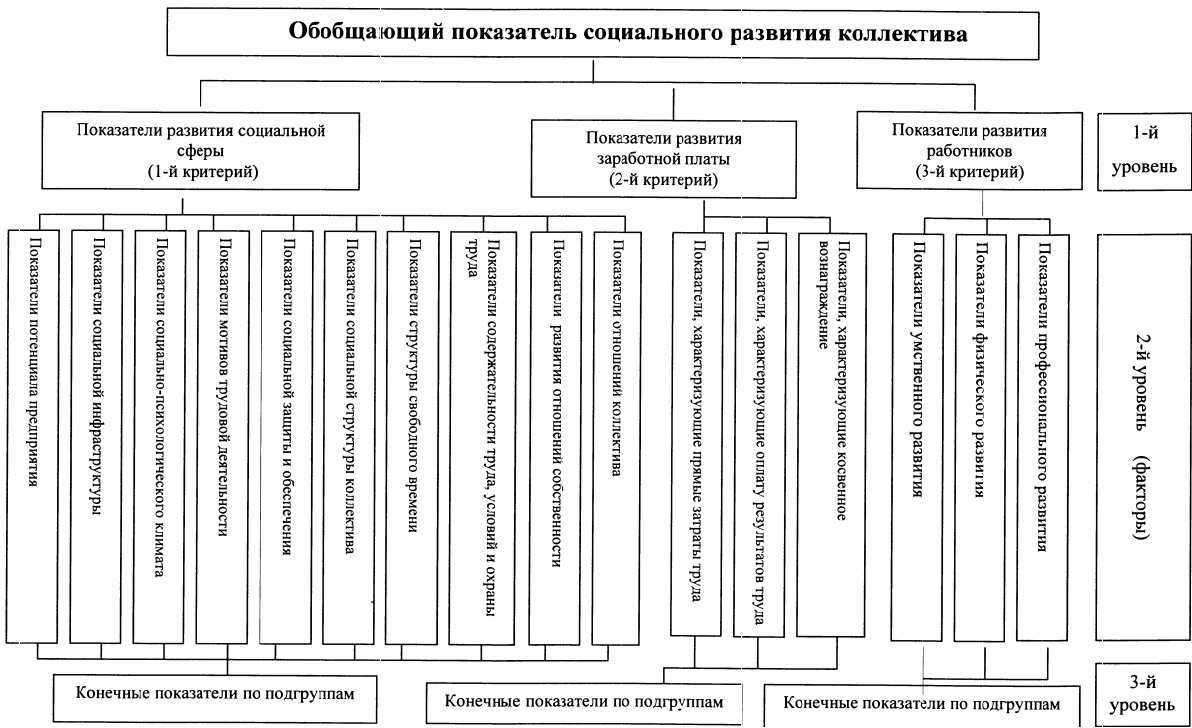 Обобщающий показатель социального развития коллектива
Показатели развития социальной
сферы
(1-й критерий)
Показатели развития
заработной платы
(2-й критерий)
Показатели развития
работников
(3-й критерий)
1-й
уровень
Показатели потенциала предприятия
Показатели социальной инфраструктуры
Показатели социально-психологического климата
Показатели мотивов трудовой деятельности
Показатели социальной защиты и обеспечения
Показатели социальной структуры коллектива
Показатели структуры свободного времени
Показатели содержательности труда, условий и охраны
труда
Показатели развития отношений собственности
Показатели отношений коллектива
Показатели, характеризующие прямые затраты труда
Показатели, характеризующие оплату результатов труда
Показатели, характеризующие косвенное
вознаграждение
Показатели умственного развития
Показатели физического развития
Показатели профессионального развития
2-й уровень (факторы)
Конечные показатели по подгруппам
Конечные показатели по подгруппам
Конечные показатели по подгруппам
3-й
уровень